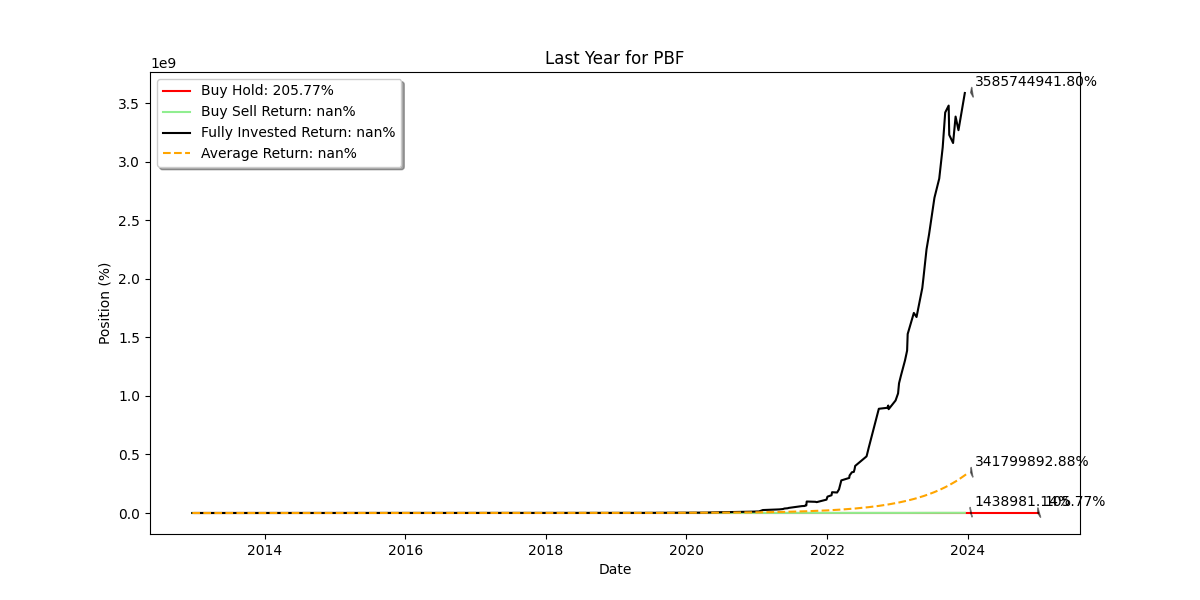 Last Year for PBF
1e9
Buy Hold: 205.77%
Buy Sell Return: nan%
Fully Invested Return: nan%
Average Return: nan%
3585744941.80%
341799892.88%
1438981.14%
105.77%
3.5
3.0
2.5
2.0
1.5
1.0
0.5
0.0
Position (%)
2014
2016
2018
2020
2022
2024
Date